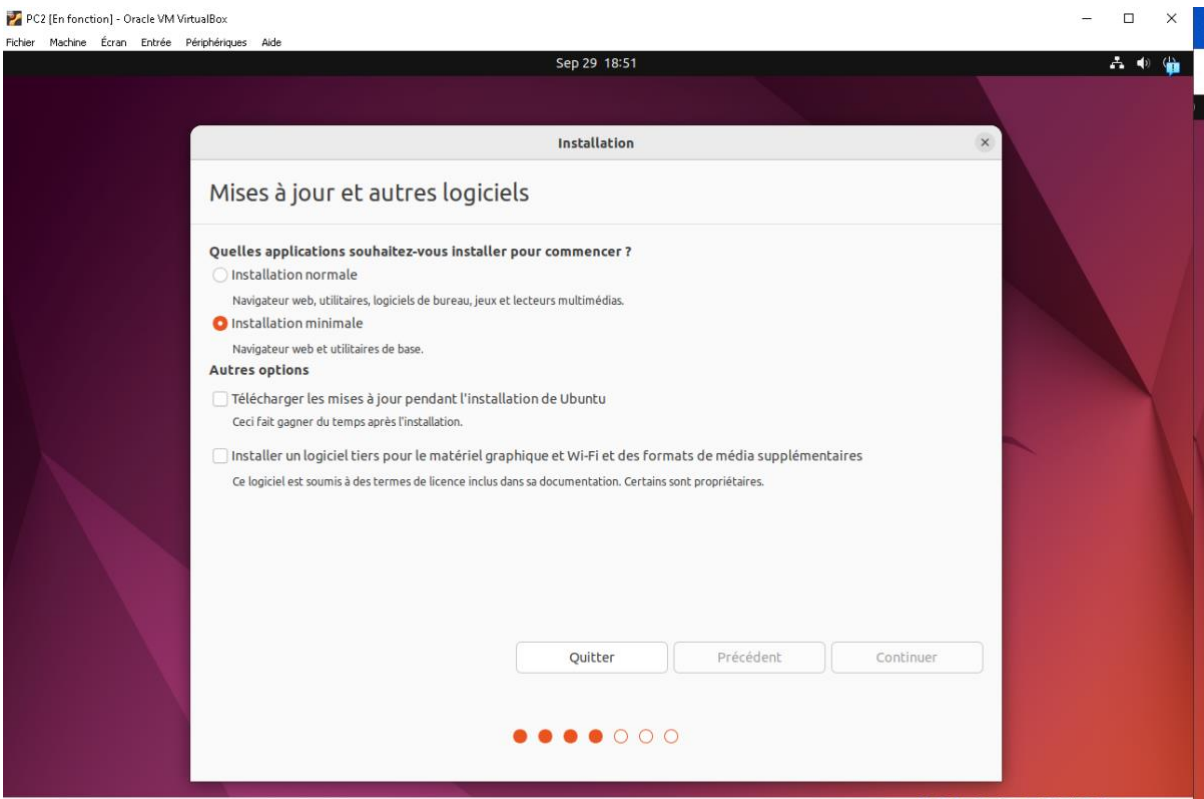 PC2 [En fonction] - Oracle VM VirtualBox
Fichier Machine Écran Entrée Périphériques Aide
Sep 29 18:51
Installation
Mises à jour et autres logiciels
Quelles applications souhaitez-vous installer pour commencer ?
Installation normale
Navigateur web, utilitaires, logiciels de bureau, jeux et lecteurs multimédias.
Installation minimale
Navigateur web et utilitaires de base.
Autres options
Télécharger les mises à jour pendant l'installation de Ubuntu
Ceci fait gagner du temps après l'installation.
Installer un logiciel tiers pour le matériel graphique et Wi-Fi et des formats de média supplémentaires
Ce logiciel est soumis à des termes de licence inclus dans sa documentation. Certains sont propriétaires.
Quitter Précédent Continuer